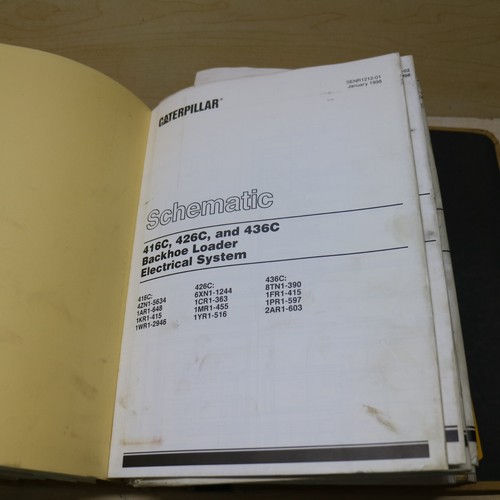 SENR1212-01
January 1998
CATERPILLAR®
Schematic
416C, 426C, and 436C
Backhoe Loader
Electrical System
416C:
4ZN1-5634
1AR1-648
1KR1-415
1WR1-2946
426C:
6XN1-1244
1CR1-363
1MR1-455
1YR1-516
436C:
8TN1-390
1FR1-415
1PR1-597
2AR1-603